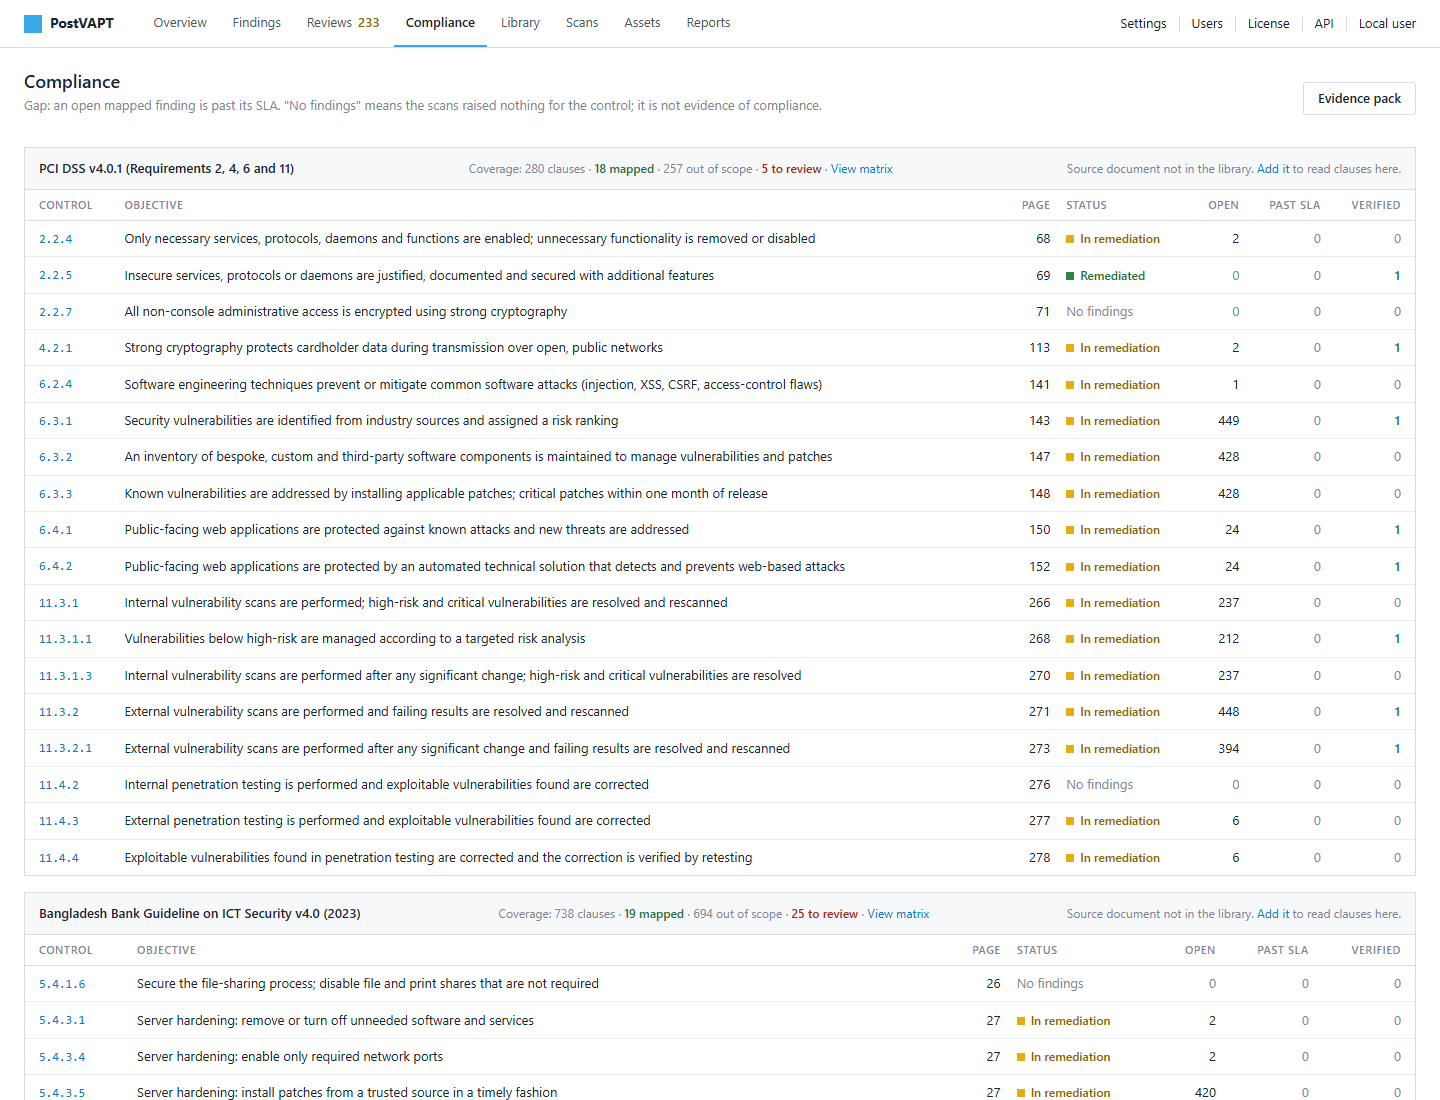 PostVAPT Overview Findings Reviews 233 Compliance Library Scans Assets Reports Settings Users License API Local user
Compliance
Gap: an open mapped finding is past its SLA. "No findings" means the scans raised nothing for the control; it is not evidence of compliance.
Evidence pack
PCI DSS v4.0.1 (Requirements 2, 4, 6 and 11) Coverage: 280 clauses · 18 mapped · 257 out of scope · 5 to review · View matrix Source document not in the library. Add it to read clauses here.
CONTROL OBJECTIVE PAGE STATUS OPEN PAST SLA VERIFIED
2.2.4 Only necessary services, protocols, daemons and functions are enabled; unnecessary functionality is removed or disabled 68 In remediation 2 0 0
2.2.5 Insecure services, protocols or daemons are justified, documented and secured with additional features 69 Remediated 0 0 1
2.2.7 All non-console administrative access is encrypted using strong cryptography 71 No findings 0 0 0
4.2.1 Strong cryptography protects cardholder data during transmission over open, public networks 113 In remediation 2 0 1
6.2.4 Software engineering techniques prevent or mitigate common software attacks (injection, XSS, CSRF, access-control flaws) 141 In remediation 1 0 0
6.3.1 Security vulnerabilities are identified from industry sources and assigned a risk ranking 143 In remediation 449 0 1
6.3.2 An inventory of bespoke, custom and third-party software components is maintained to manage vulnerabilities and patches 147 In remediation 428 0 0
6.3.3 Known vulnerabilities are addressed by installing applicable patches; critical patches within one month of release 148 In remediation 428 0 0
6.4.1 Public-facing web applications are protected against known attacks and new threats are addressed 150 In remediation 24 0 1
6.4.2 Public-facing web applications are protected by an automated technical solution that detects and prevents web-based attacks 152 In remediation 24 0 1
11.3.1 Internal vulnerability scans are performed; high-risk and critical vulnerabilities are resolved and rescanned 266 In remediation 237 0 0
11.3.1.1 Vulnerabilities below high-risk are managed according to a targeted risk analysis 268 In remediation 212 0 1
11.3.1.3 Internal vulnerability scans are performed after any significant change; high-risk and critical vulnerabilities are resolved 270 In remediation 237 0 0
11.3.2 External vulnerability scans are performed and failing results are resolved and rescanned 271 In remediation 448 0 1
11.3.2.1 External vulnerability scans are performed after any significant change and failing results are resolved and rescanned 273 In remediation 394 0 1
11.4.2 Internal penetration testing is performed and exploitable vulnerabilities found are corrected 276 No findings 0 0 0
11.4.3 External penetration testing is performed and exploitable vulnerabilities found are corrected 277 In remediation 6 0 0
11.4.4 Exploitable vulnerabilities found in penetration testing are corrected and the correction is verified by retesting 278 In remediation 6 0 0
Bangladesh Bank Guideline on ICT Security v4.0 (2023) Coverage: 738 clauses · 19 mapped · 694 out of scope · 25 to review · View matrix Source document not in the library. Add it to read clauses here.
CONTROL OBJECTIVE PAGE STATUS OPEN PAST SLA VERIFIED
5.4.1.6 Secure the file-sharing process; disable file and print shares that are not required 26 No findings 0 0 0
5.4.3.1 Server hardening: remove or turn off unneeded software and services 27 In remediation 2 0 0
5.4.3.4 Server hardening: enable only required network ports 27 In remediation 2 0 0
5.4.3.5 Server hardening: install patches from a trusted source in a timely fashion 27 In remediation 420 0 0